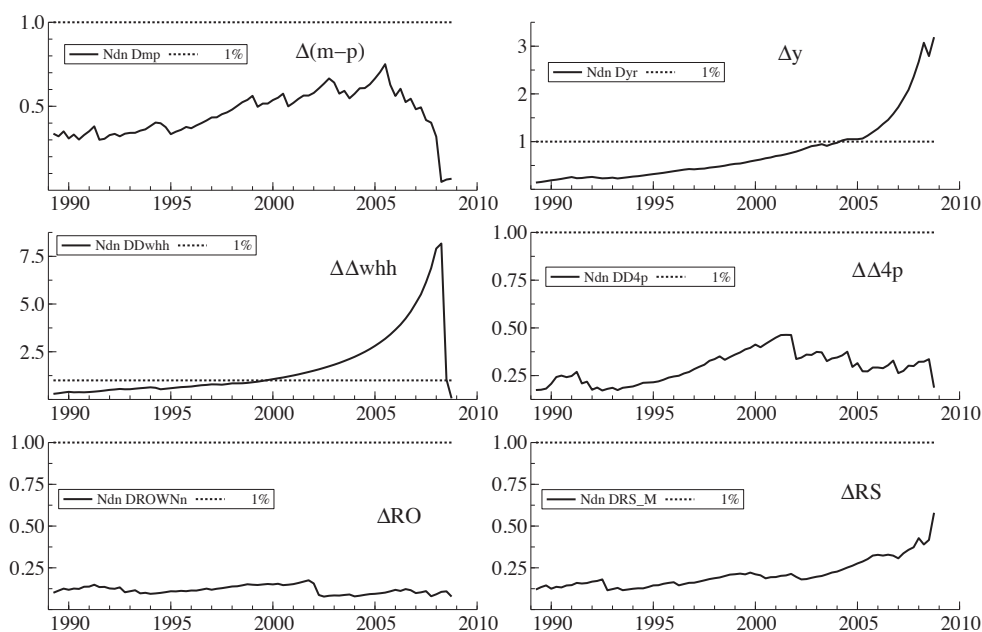 1.0
Ndn Dmp 1%
Δ(m−p)
0.5
1990 1995 2000 2005 2010
3
Δy
Ndn Dyr 1%
2
1
1990 1995 2000 2005 2010
7.5
Ndn DDwhh 1%
ΔΔwhh
5.0
2.5
1990 1995 2000 2005 2010
1.00
ΔΔ4p
Ndn DD4p 1%
0.75
0.50
0.25
1990 1995 2000 2005 2010
1.00
0.75
Ndn DROWNn 1%
ΔRO
0.50
0.25
1990 1995 2000 2005 2010
1.00
0.75
ΔRS
Ndn DRS_M 1%
0.50
0.25
1990 1995 2000 2005 2010